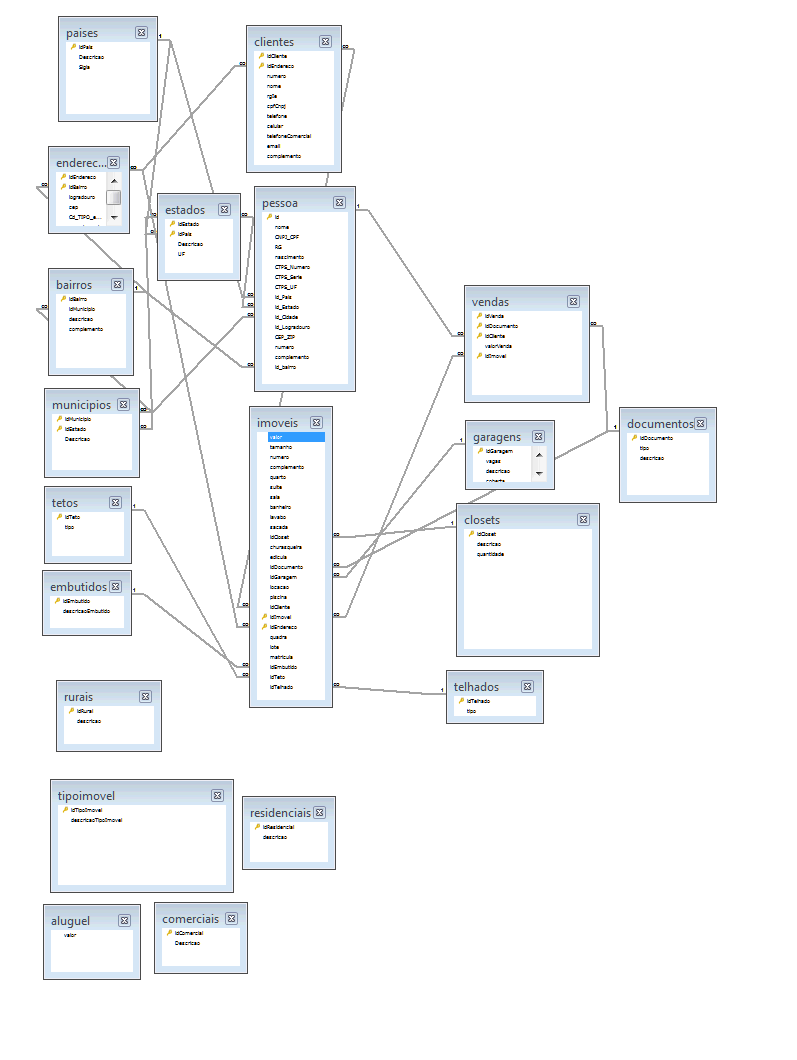 paises
idPais
Descricao
Sigla
clientes
idCliente
idEndereco
numero
nome
rgIe
cpfCnpj
telefone
celular
telefoneComercial
email
complemento
enderec...
idEndereco
idBairro
logradouro
cep
Cd_TIPO_e...
estados
idEstado
idPais
Descricao
UF
pessoa
id
nome
CNPJ_CPF
RG
nascimento
CTPS_Numero
CTPS_Serie
CTPS_UF
id_Pais
id_Estado
id_Cidade
id_Logradouro
CEP_ZIP
numero
complemento
id_bairro
bairros
idBairro
idMunicipio
descricao
complemento
vendas
idVenda
idDocumento
idCliente
valorVenda
idImovel
municipios
idMunicipio
idEstado
Descricao
imoveis
valor
tamanho
numero
complemento
quarto
suite
sala
banheiro
lavabo
sacada
idCloset
churasqueira
edicula
idDocumento
idGaragem
locacao
piscina
idCliente
idImovel
idEndereco
quadra
lote
matricula
idEmbutido
idTeto
idTelhado
garagens
idGaragem
vagas
descricao
coberta
documentos
idDocumento
tipo
descricao
tetos
idTeto
tipo
closets
idCloset
descricao
quantidade
embutidos
idEmbutido
descricaoEmbutido
telhados
idTelhado
tipo
rurais
idRural
descricao
tipoimovel
idTipoImovel
descricaoTipoImovel
residenciais
idResidencial
descricao
aluguel
valor
comerciais
idComercial
Descricao